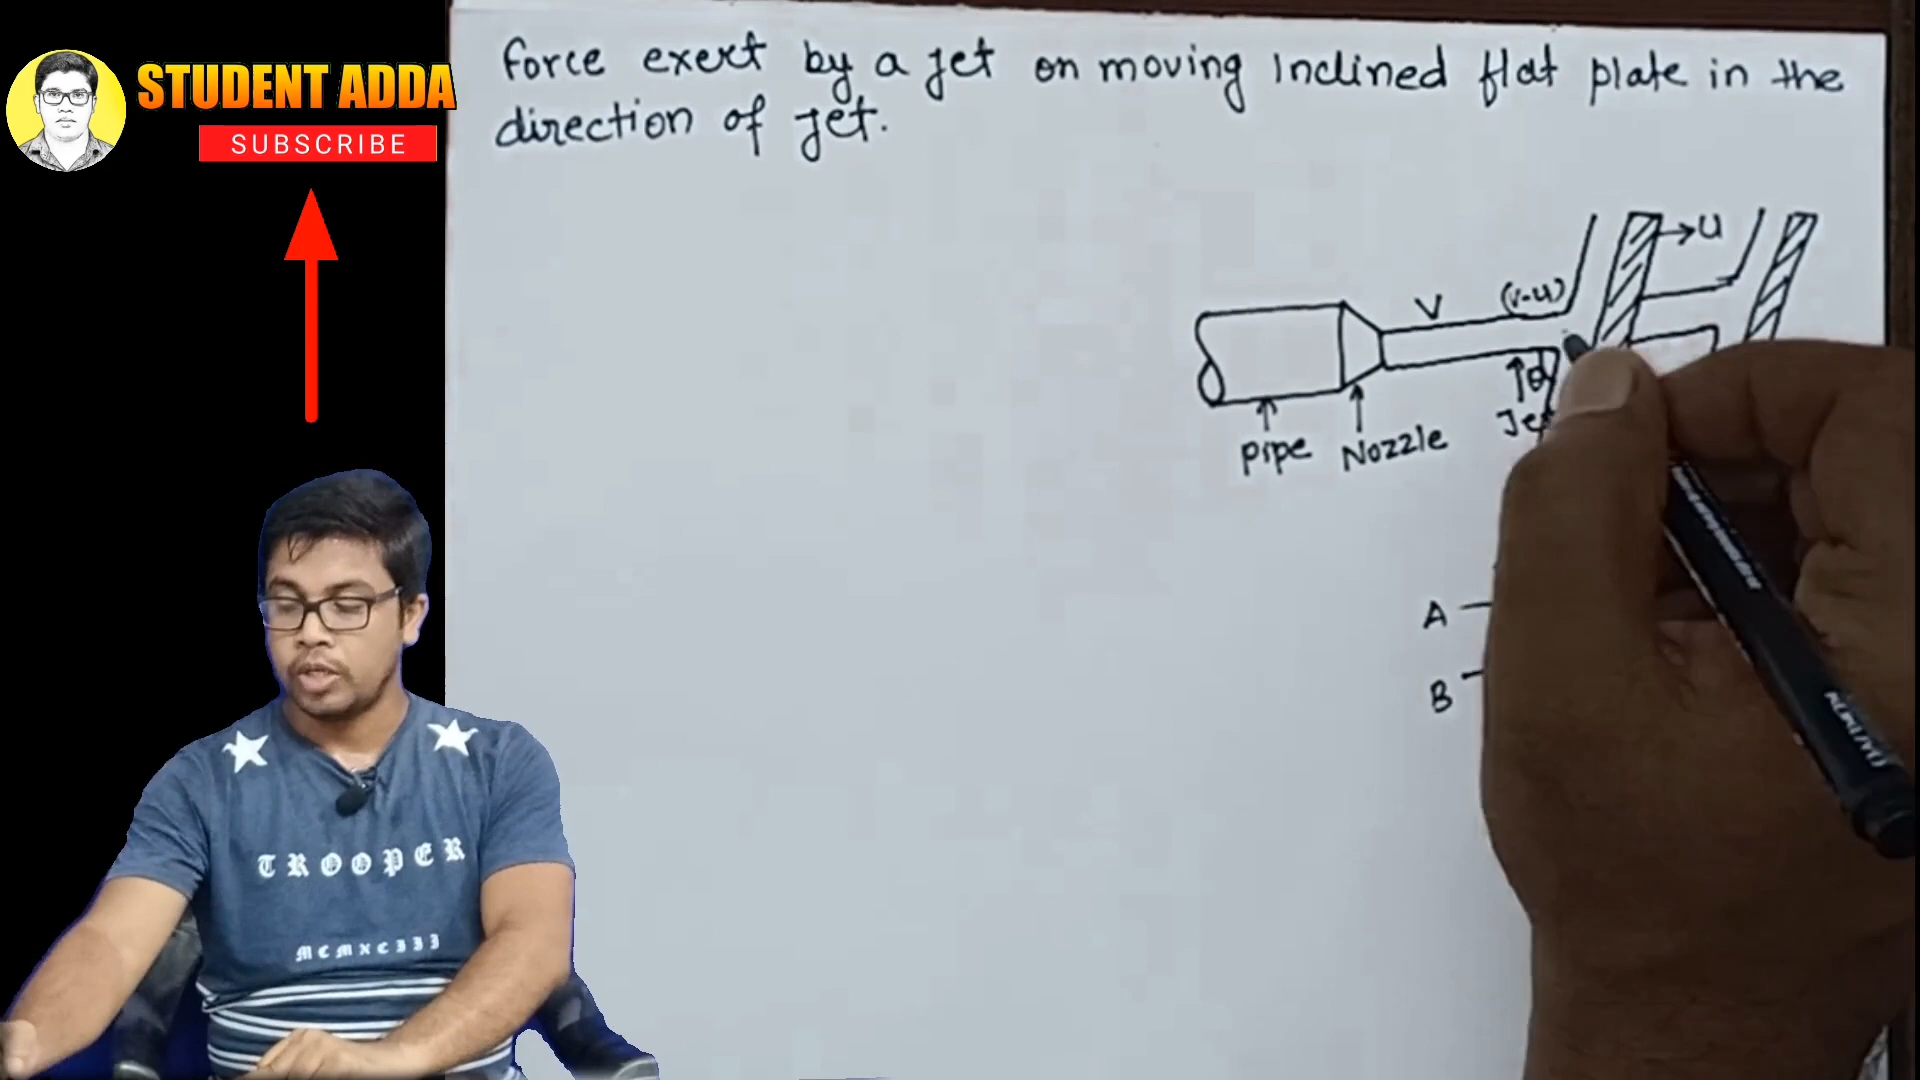 STUDENT ADDA
SUBSCRIBE
Force exert by a jet on moving inclined flat plate in the
direction of jet.
U
V
(V-U)
θ
Pipe
Nozzle
A
B
TROOPER
MCMXCIII